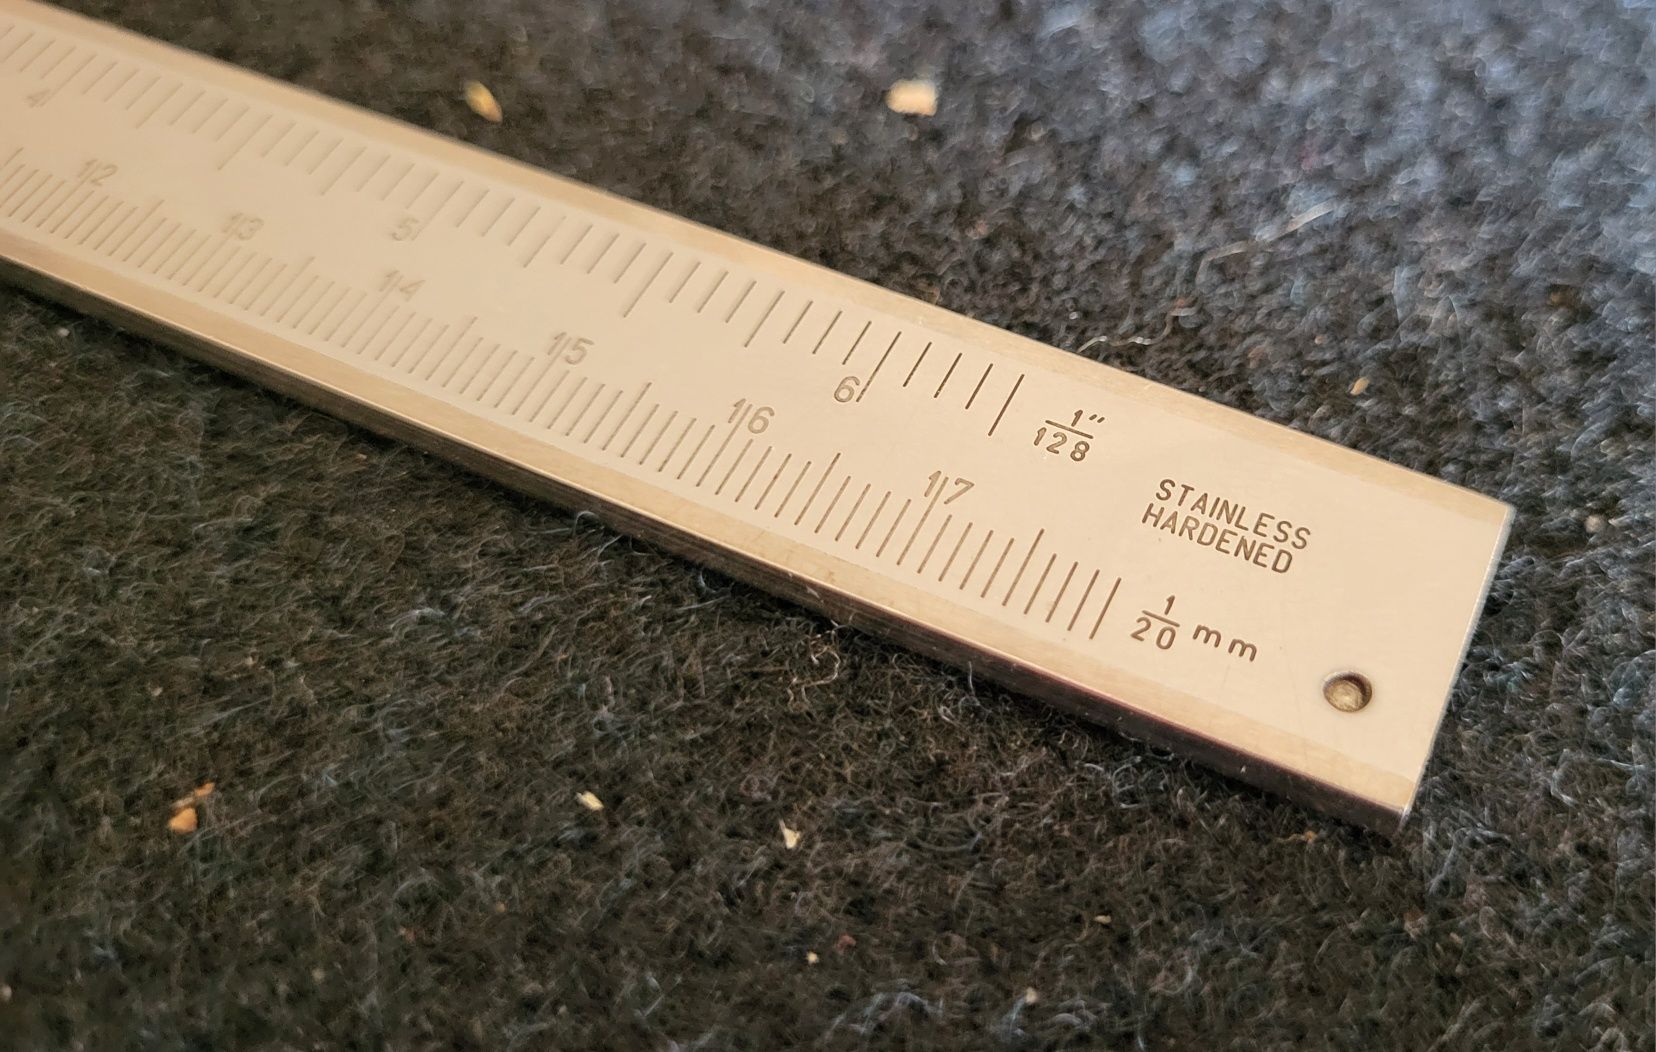 4 5 6 1″/128
STAINLESS
HARDENED
12 13 14 15 16 17 1/20 mm